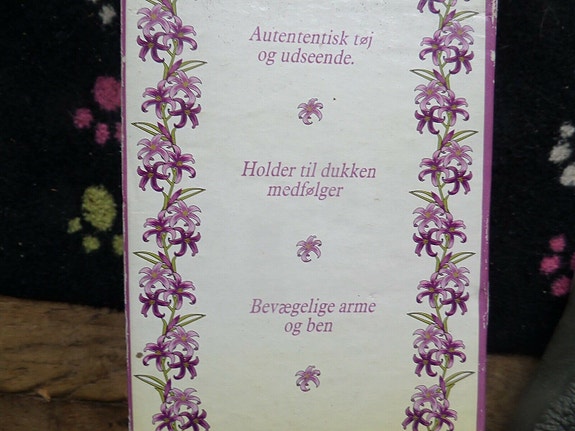 Autententisk tøj
og udseende.
Holder til dukken
medfølger
Bevægelige arme
og ben